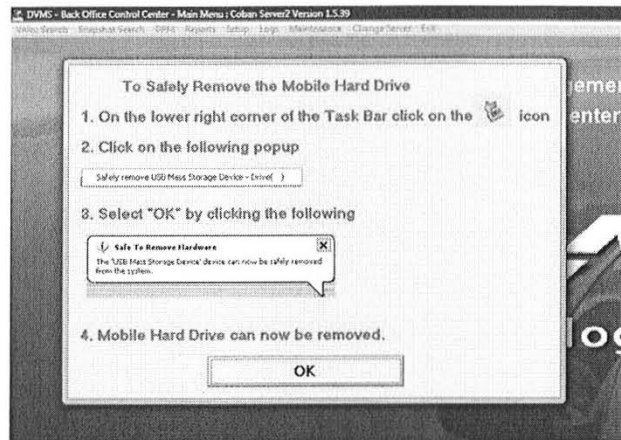 DVMS - Back Office Control Center - Main Menu : Coban Server2 Version 1.5.39
Video Search Snapshot Search DVMS Reports Setup Logs Maintenance Change Server Exit
To Safely Remove the Mobile Hard Drive
1. On the lower right corner of the Task Bar click on the icon
2. Click on the following popup
Safely remove USB Mass Storage Device - Drive( )
3. Select "OK" by clicking the following
Safe To Remove Hardware
The 'USB Mass Storage Device' device can now be safely removed
from the system.
4. Mobile Hard Drive can now be removed.
OK